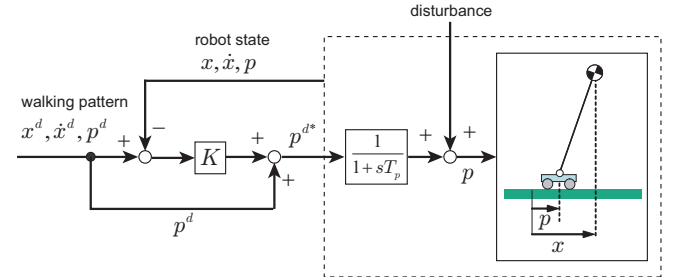 disturbance
robot state
x, ẋ, p
walking pattern
x^d, ẋ^d, p^d
+
−
K
+
+
p^{d*}
1
1+sT_p
+
+
p
p^d
p
x